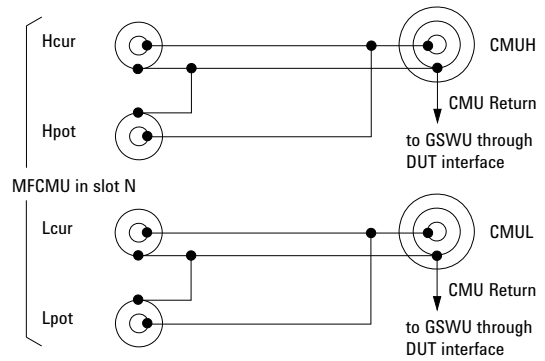 Hcur
CMUH
CMU Return
Hpot
to GSWU through
DUT interface
MFCMU in slot N
Lcur
CMUL
CMU Return
Lpot
to GSWU through
DUT interface